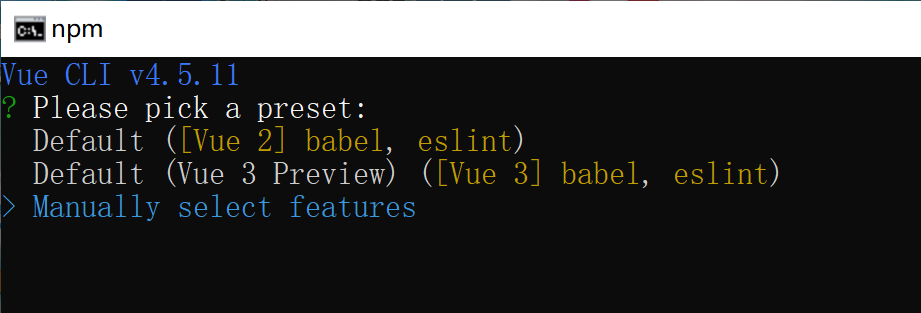 npm
Vue CLI v4.5.11
? Please pick a preset:
Default ([Vue 2] babel, eslint)
Default (Vue 3 Preview) ([Vue 3] babel, eslint)
> Manually select features